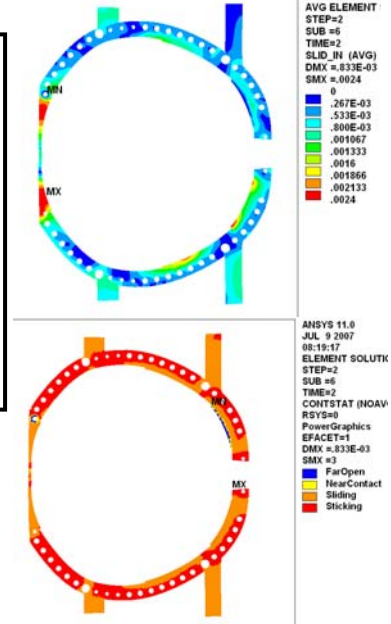 AVG ELEMENT
STEP=2
SUB =6
TIME=2
SLID_IN (AVG)
DMX =.833E-03
SMX =.0024
0
.267E-03
.533E-03
.800E-03
.001067
.001333
.0016
.001866
.002133
.0024
MN
MX
ANSYS 11.0
JUL 9 2007
08:19:17
ELEMENT SOLUTIO
STEP=2
SUB =6
TIME=2
CONTSTAT (NOAVG
RSYS=0
PowerGraphics
EFACET=1
DMX =.833E-03
SMX =3
FarOpen
NearContact
Sliding
Sticking
MN
MX